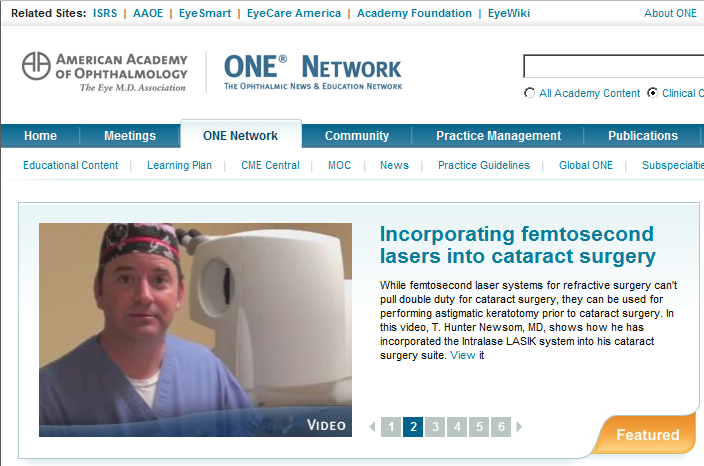 Related Sites: ISRS | AAOE | EyeSmart | EyeCare America | Academy Foundation | EyeWiki About ONE
AMERICAN ACADEMY
OF OPHTHALMOLOGY
The Eye M.D. Association
ONE® NETWORK
THE OPHTHALMIC NEWS & EDUCATION NETWORK
All Academy Content Clinical C
Home Meetings ONE Network Community Practice Management Publications
Educational Content | Learning Plan | CME Central | MOC | News | Practice Guidelines | Global ONE | Subspecialtie
Incorporating femtosecond
lasers into cataract surgery
While femtosecond laser systems for refractive surgery can't
pull double duty for cataract surgery, they can be used for
performing astigmatic keratotomy prior to cataract surgery. In
this video, T. Hunter Newsom, MD, shows how he has
incorporated the Intralase LASIK system into his cataract
surgery suite. View it
VIDEO
1 2 3 4 5 6
Featured